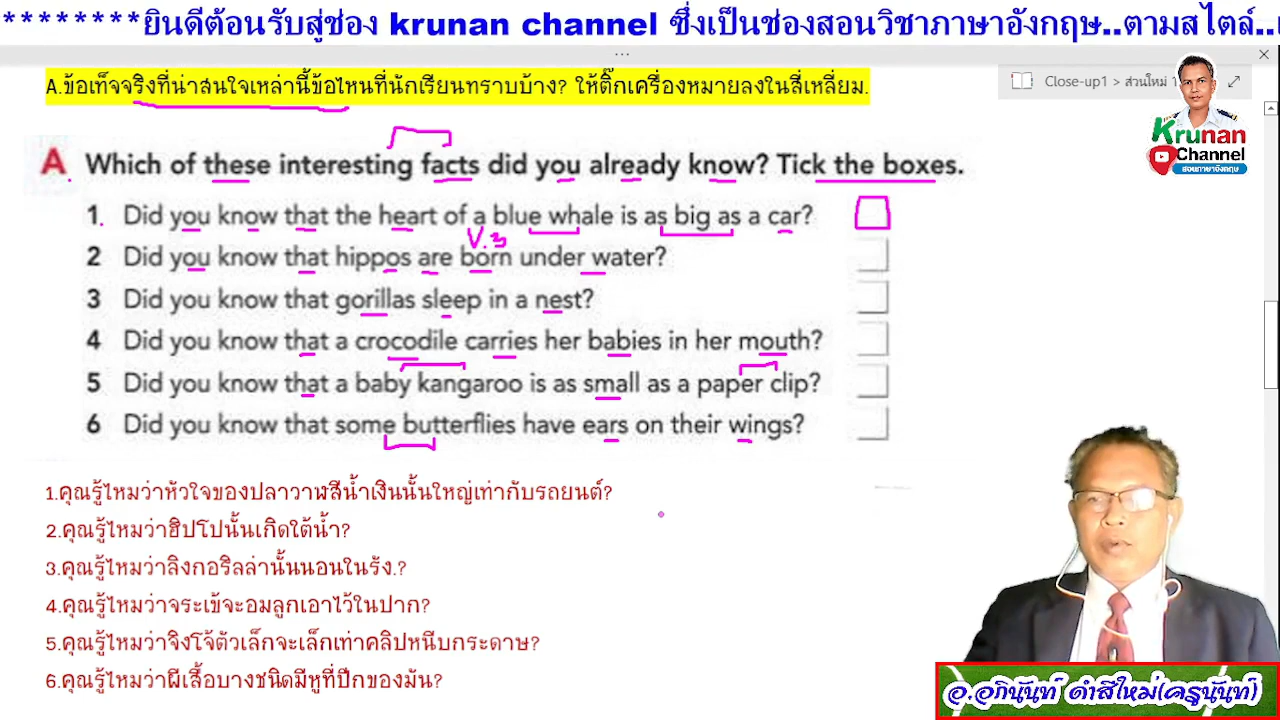 ********ยินดีต้อนรับสู่ช่อง krunan channel ซึ่งเป็นช่องสอนวิชาภาษาอังกฤษ..ตามสไตล์..
A.ข้อเท็จจริงที่น่าสนใจเหล่านี้ข้อไหนที่นักเรียนทราบบ้าง? ให้ติ๊กเครื่องหมายลงในสี่เหลี่ยม.
Close-up1 > ส่วนใหม่ 1
Krunan
Channel
สอนภาษาอังกฤษ
A Which of these interesting facts did you already know? Tick the boxes.
1. Did you know that the heart of a blue whale is as big as a car?
V.3
2 Did you know that hippos are born under water?
3 Did you know that gorillas sleep in a nest?
4 Did you know that a crocodile carries her babies in her mouth?
5 Did you know that a baby kangaroo is as small as a paper clip?
6 Did you know that some butterflies have ears on their wings?
1.คุณรู้ไหมว่าหัวใจของปลาวาฬสีน้ำเงินนั้นใหญ่เท่ากับรถยนต์?
2.คุณรู้ไหมว่าฮิปโปนั้นเกิดใต้น้ำ?
3.คุณรู้ไหมว่าลิงกอริลล่านั้นนอนในรัง.?
4.คุณรู้ไหมว่าจระเข้จะอมลูกเอาไว้ในปาก?
5.คุณรู้ไหมว่าจิงโจ้ตัวเล็กจะเล็กเท่าคลิปหนีบกระดาษ?
6.คุณรู้ไหมว่าผีเสื้อบางชนิดมีหูที่ปีกของมัน?
อ.อภินันท์ ดำสีใหม่(ครูนันท์)